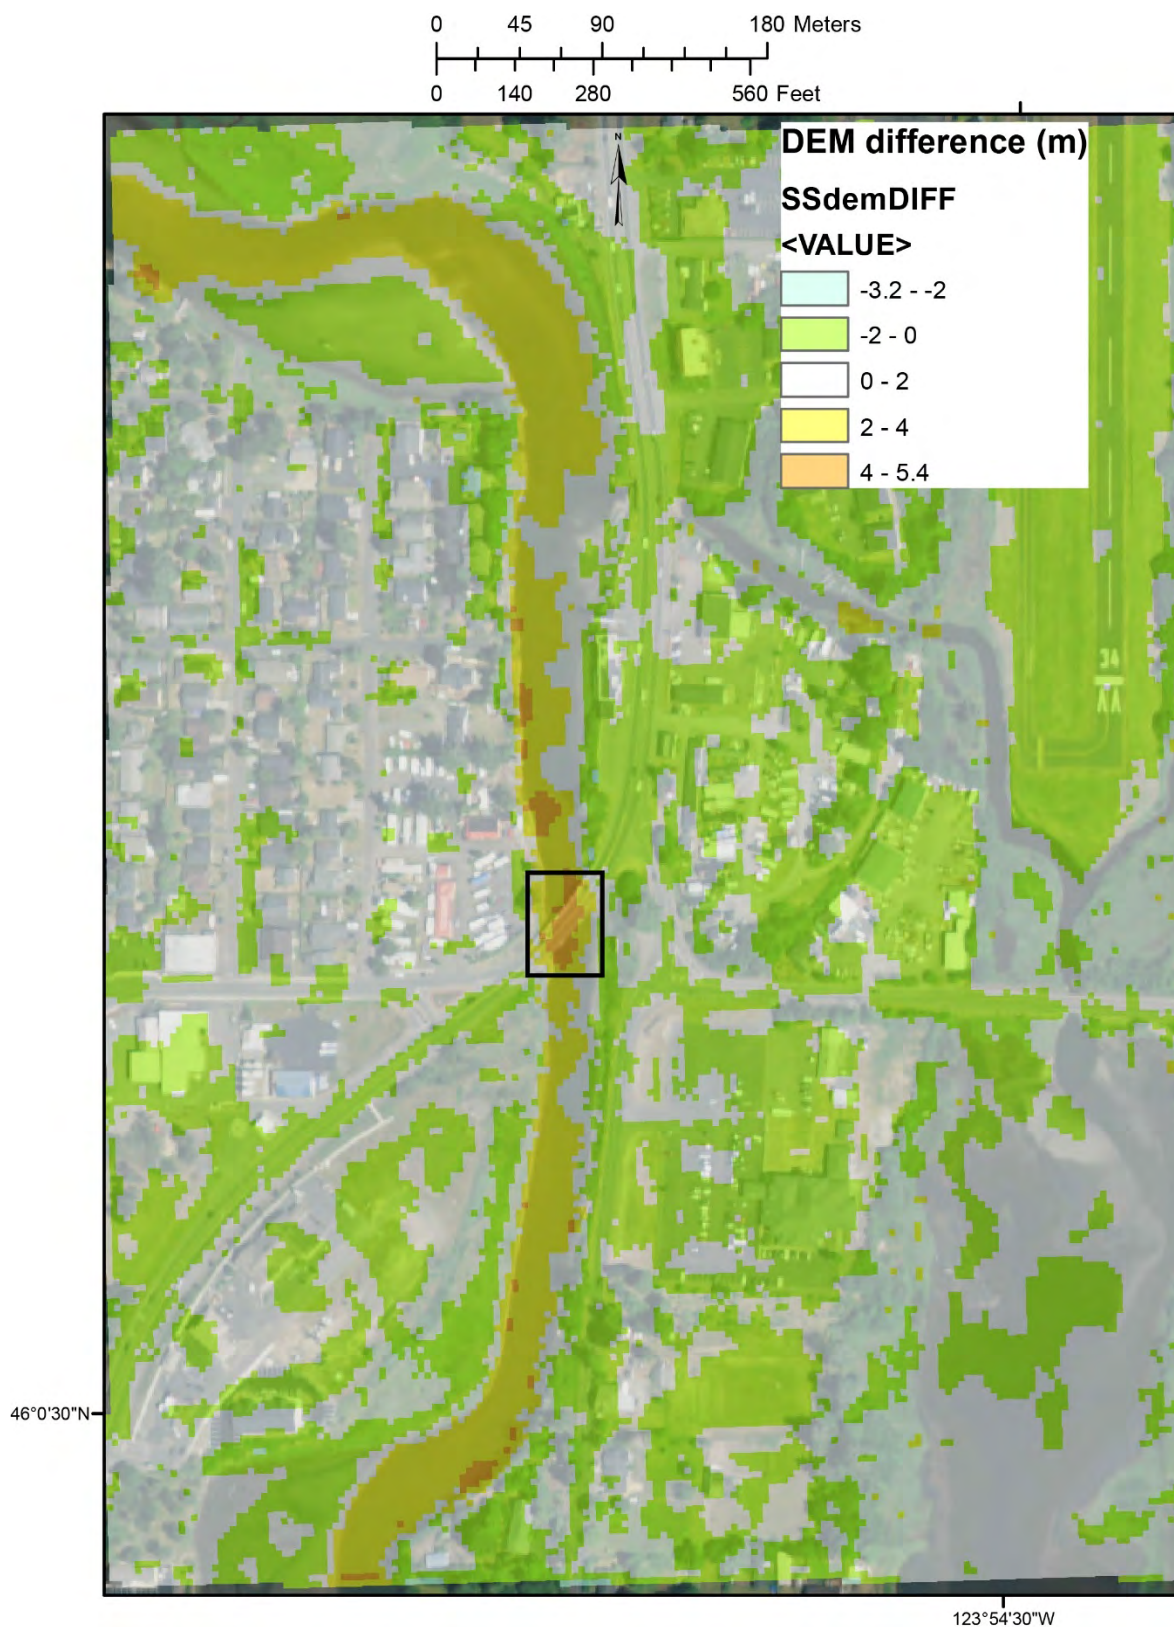 0 45 90 180 Meters
0 140 280 560 Feet
N
DEM difference (m)
SSdemDIFF
<VALUE>
-3.2 - -2
-2 - 0
0 - 2
2 - 4
4 - 5.4
34
46°0'30"N
123°54'30"W